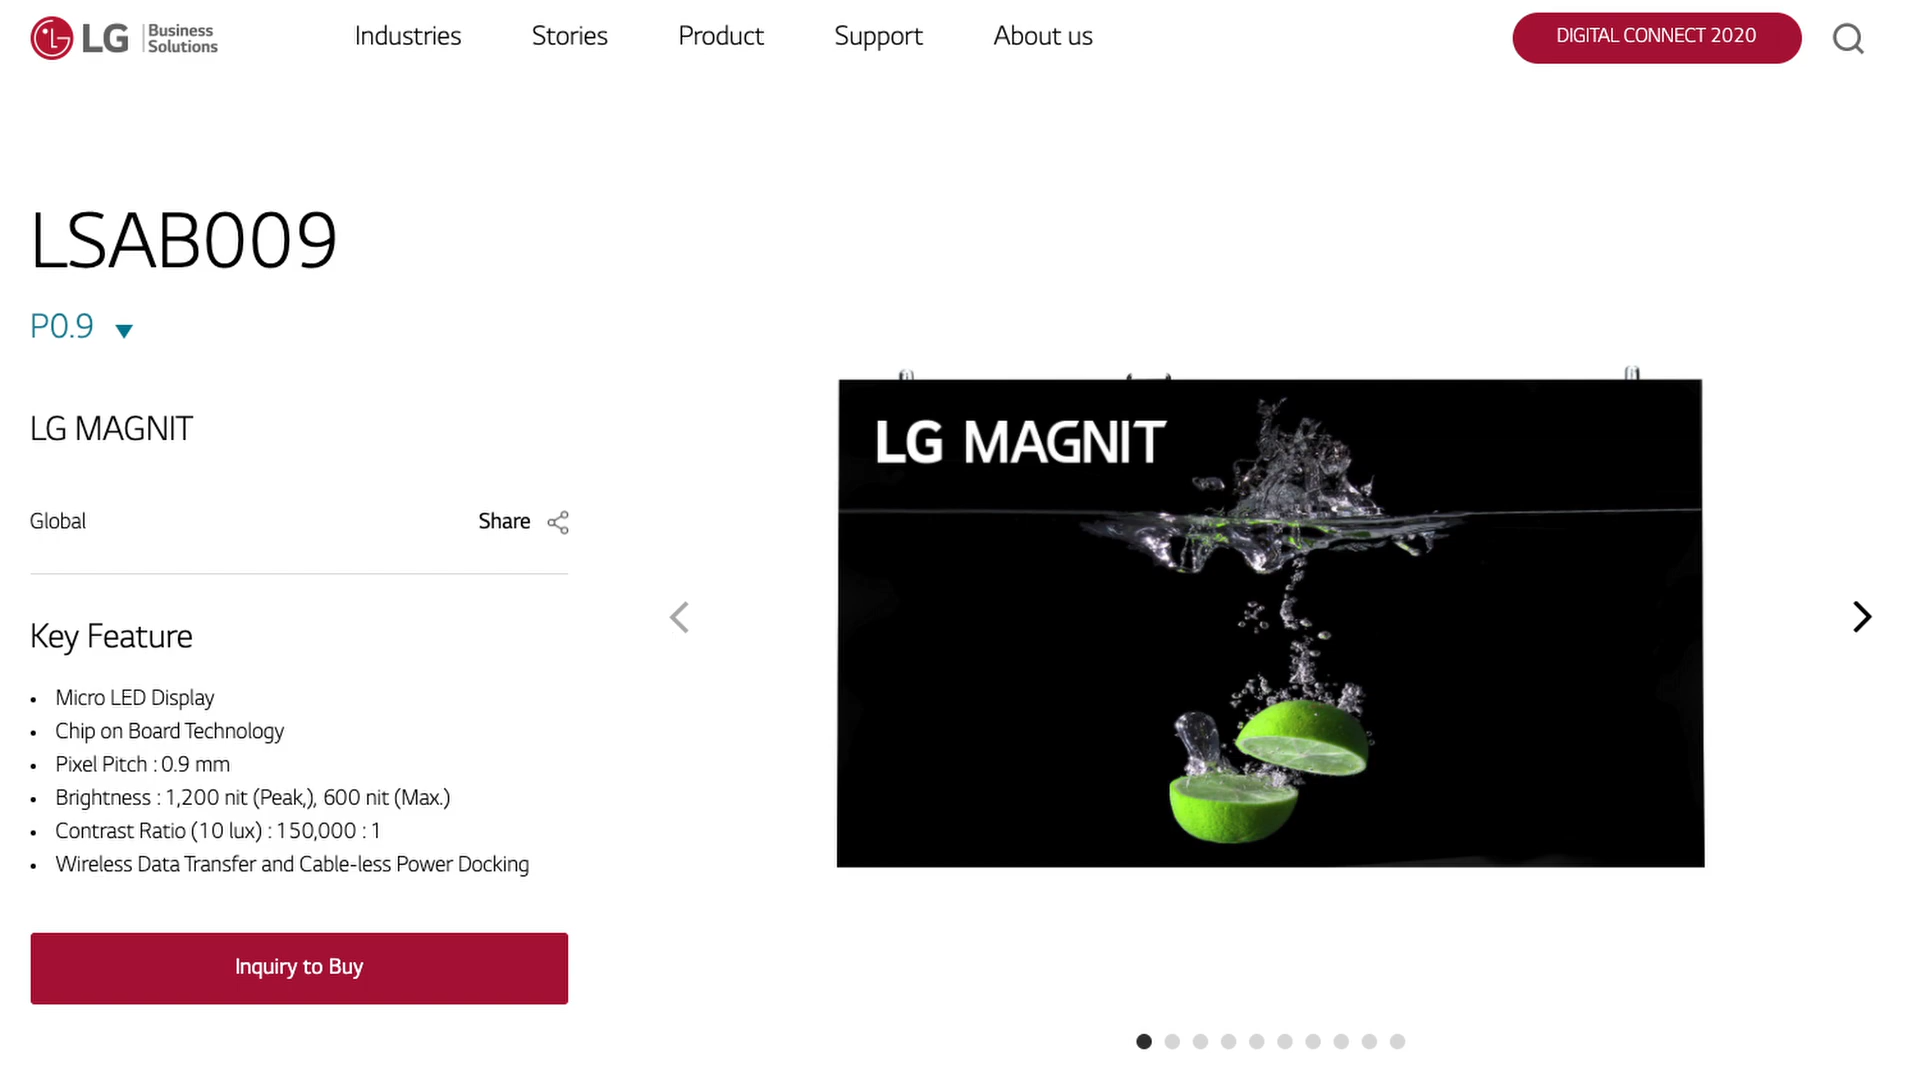 LG Business Solutions
Industries
Stories
Product
Support
About us
DIGITAL CONNECT 2020
LSAB009
P0.9
LG MAGNIT
Global
Share
Key Feature
• Micro LED Display
• Chip on Board Technology
• Pixel Pitch : 0.9 mm
• Brightness : 1,200 nit (Peak,), 600 nit (Max.)
• Contrast Ratio (10 lux) : 150,000 : 1
• Wireless Data Transfer and Cable-less Power Docking
Inquiry to Buy
LG MAGNIT